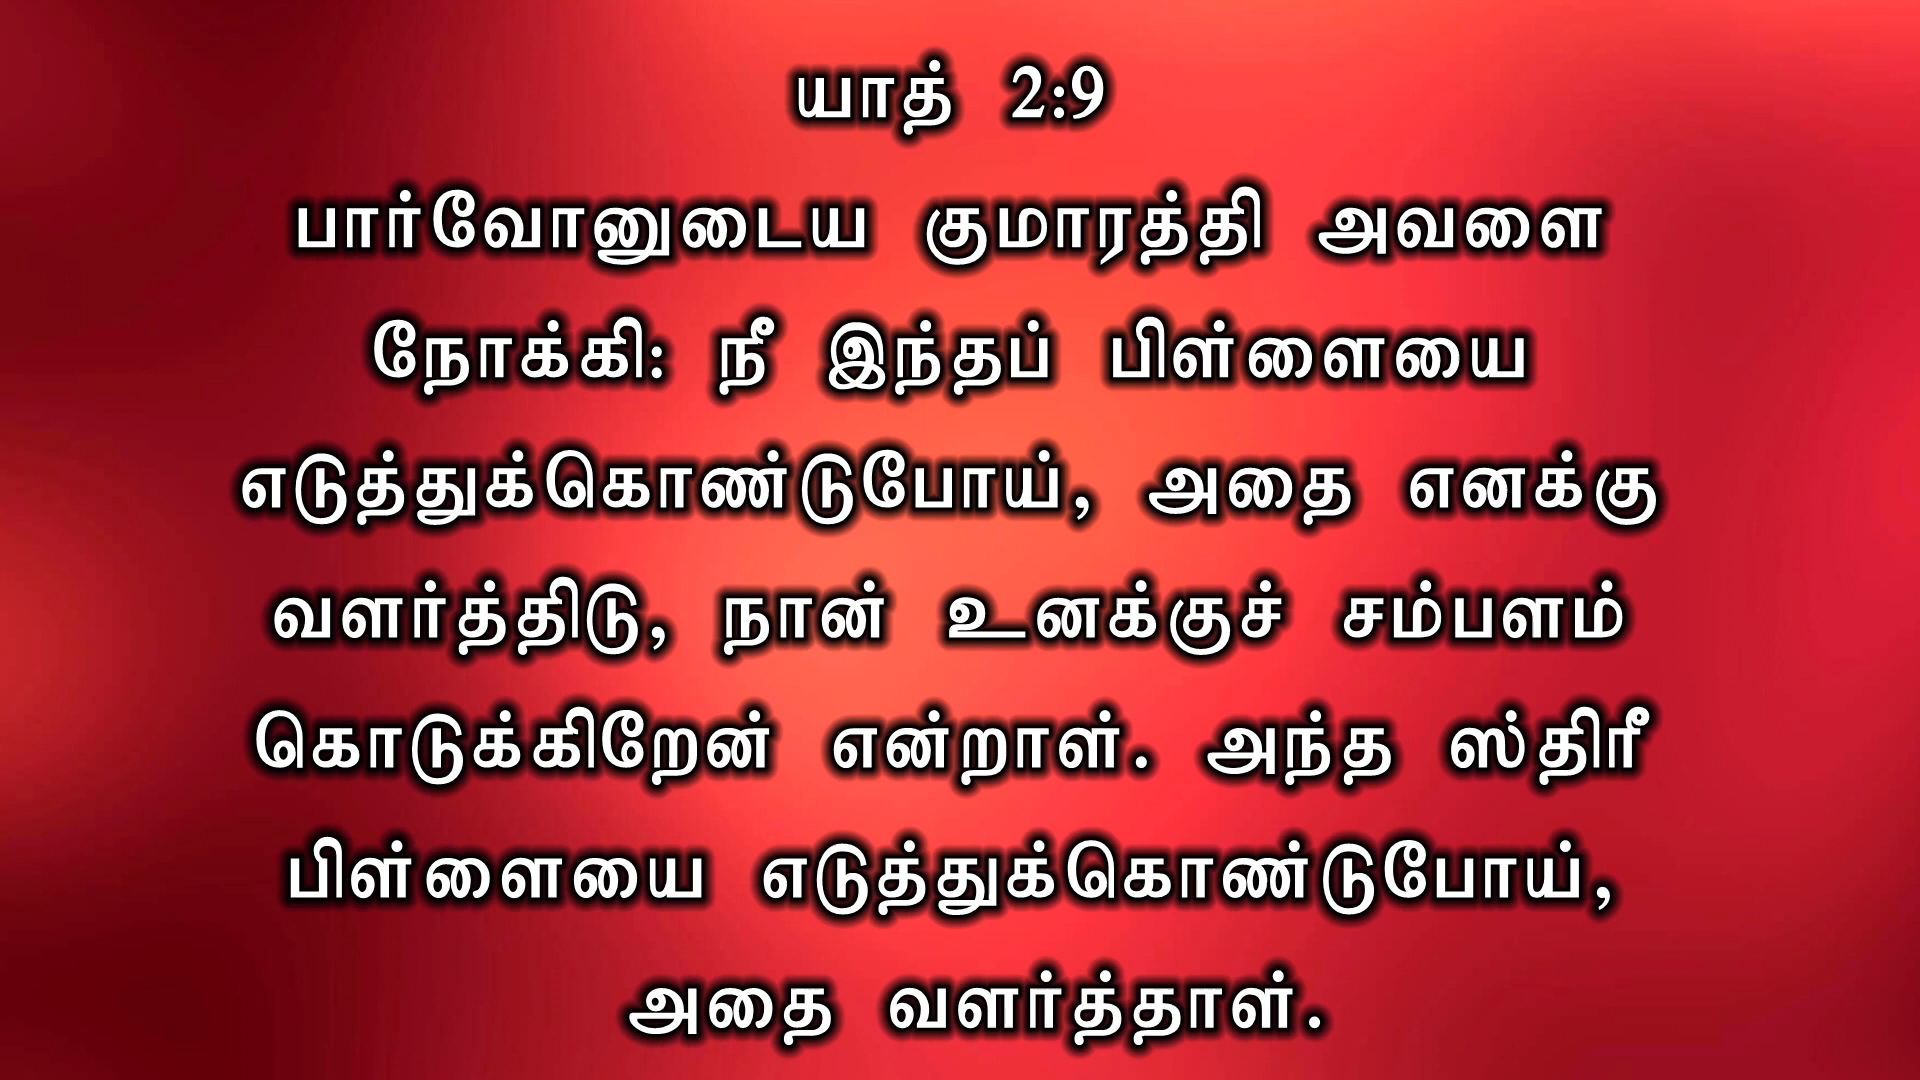 யாத் 2:9
பார்வோனுடைய குமாரத்தி அவளை
நோக்கி: நீ இந்தப் பிள்ளையை
எடுத்துக்கொண்டுபோய், அதை எனக்கு
வளர்த்திடு, நான் உனக்குச் சம்பளம்
கொடுக்கிறேன் என்றாள். அந்த ஸ்திரீ
பிள்ளையை எடுத்துக்கொண்டுபோய்,
அதை வளர்த்தாள்.